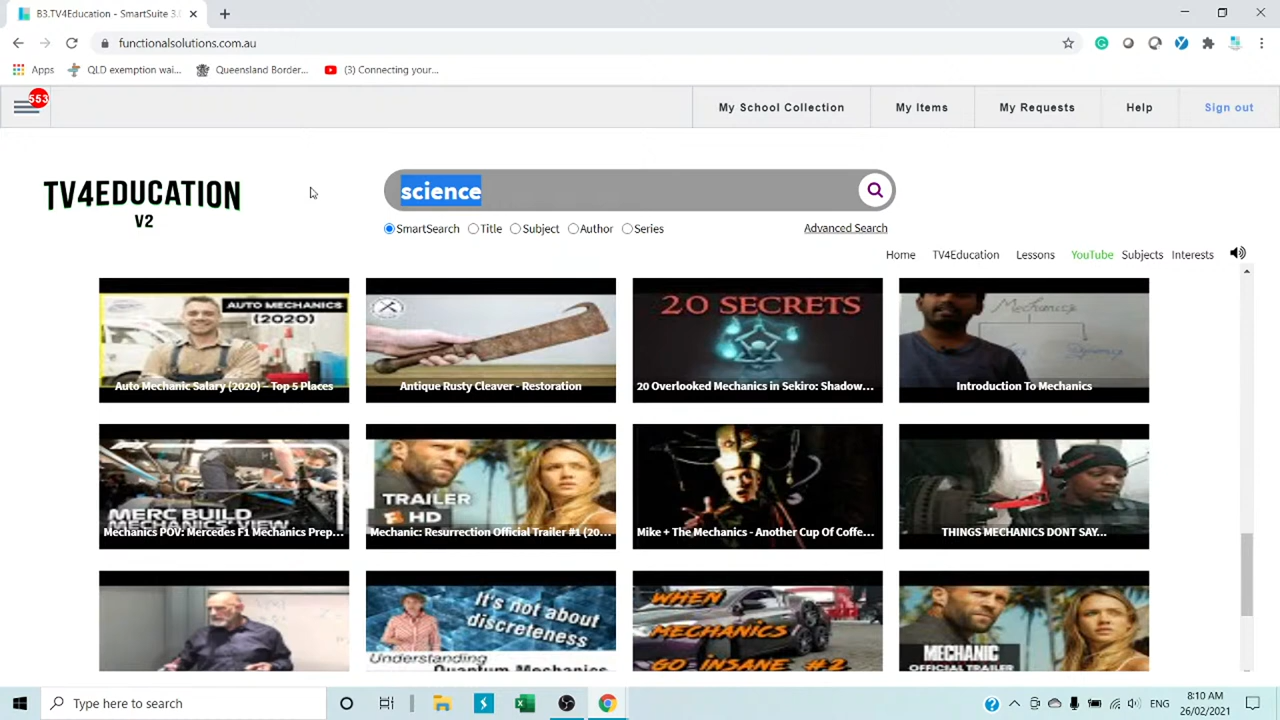 B3.TV4Education - SmartSuite 3.
functionalsolutions.com.au
Apps
QLD exemption wai...
Queensland Border...
(3) Connecting your...
553
My School Collection
My Items
My Requests
Help
Sign out
TV4EDUCATION
V2
science
SmartSearch
Title
Subject
Author
Series
Advanced Search
Home
TV4Education
Lessons
YouTube
Subjects
Interests
AUTO MECHANICS
(2020)
Auto Mechanic Salary (2020) – Top 5 Places
Antique Rusty Cleaver - Restoration
20 SECRETS
20 Overlooked Mechanics in Sekiro: Shadow...
Mechanics
Introduction To Mechanics
MERC BUILD
MECHANICS' VIEW
Mechanics POV: Mercedes F1 Mechanics Prep...
TRAILER
HD
Mechanic: Resurrection Official Trailer #1 (20...
Mike + The Mechanics - Another Cup Of Coffe...
THINGS MECHANICS DONT SAY...
It's not about
discreteness
Understanding
Quantum Mechanics
WHEN
MECHANICS
GO INSANE #2
MECHANIC
OFFICIAL TRAILER
Type here to search
ENG
8:10 AM
26/02/2021